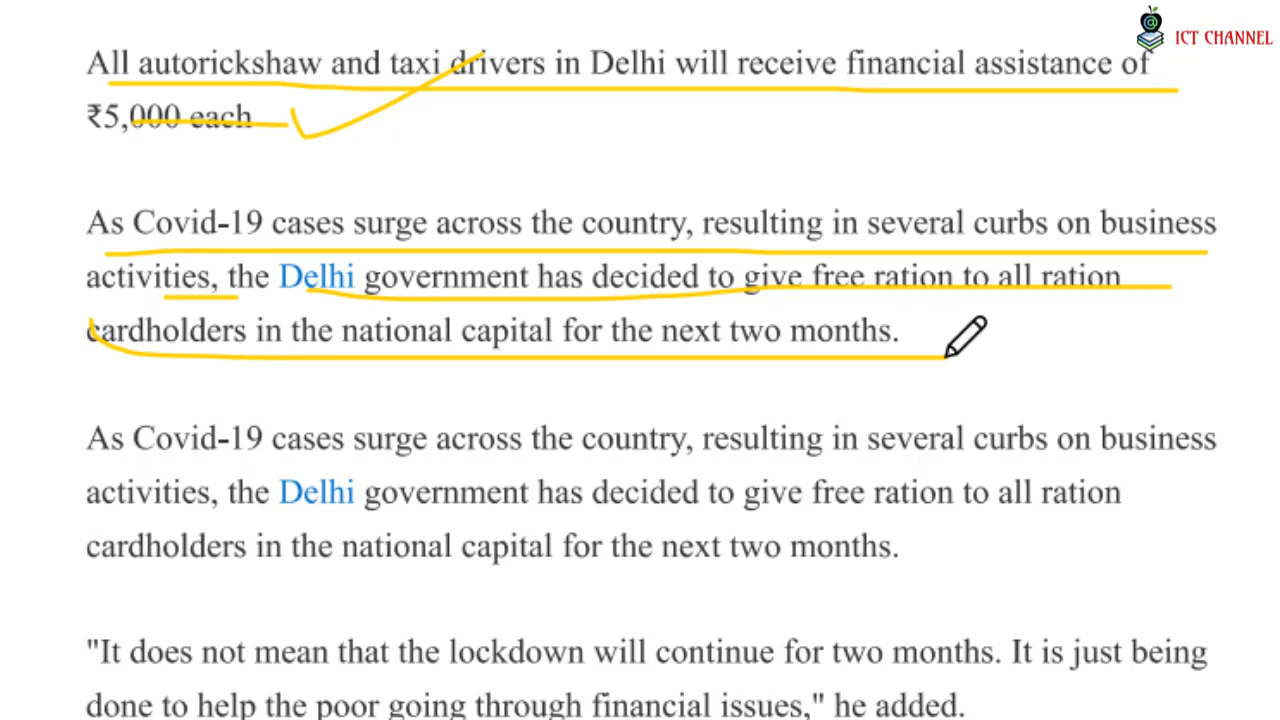 ICT CHANNEL
All autorickshaw and taxi drivers in Delhi will receive financial assistance of
₹5,000 each
As Covid-19 cases surge across the country, resulting in several curbs on business
activities, the Delhi government has decided to give free ration to all ration
cardholders in the national capital for the next two months.
As Covid-19 cases surge across the country, resulting in several curbs on business
activities, the Delhi government has decided to give free ration to all ration
cardholders in the national capital for the next two months.
"It does not mean that the lockdown will continue for two months. It is just being
done to help the poor going through financial issues," he added.